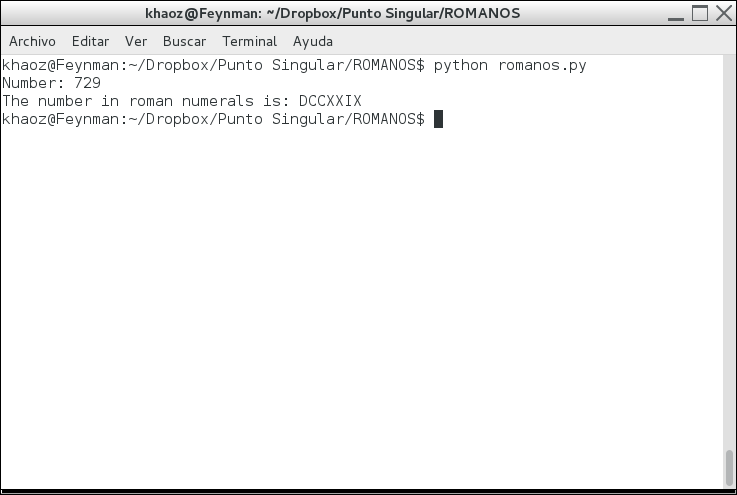 khaoz@Feynman: ~/Dropbox/Punto Singular/ROMANOS
Archivo Editar Ver Buscar Terminal Ayuda
khaoz@Feynman:~/Dropbox/Punto Singular/ROMANOS$ python romanos.py
Number: 729
The number in roman numerals is: DCCXXIX
khaoz@Feynman:~/Dropbox/Punto Singular/ROMANOS$